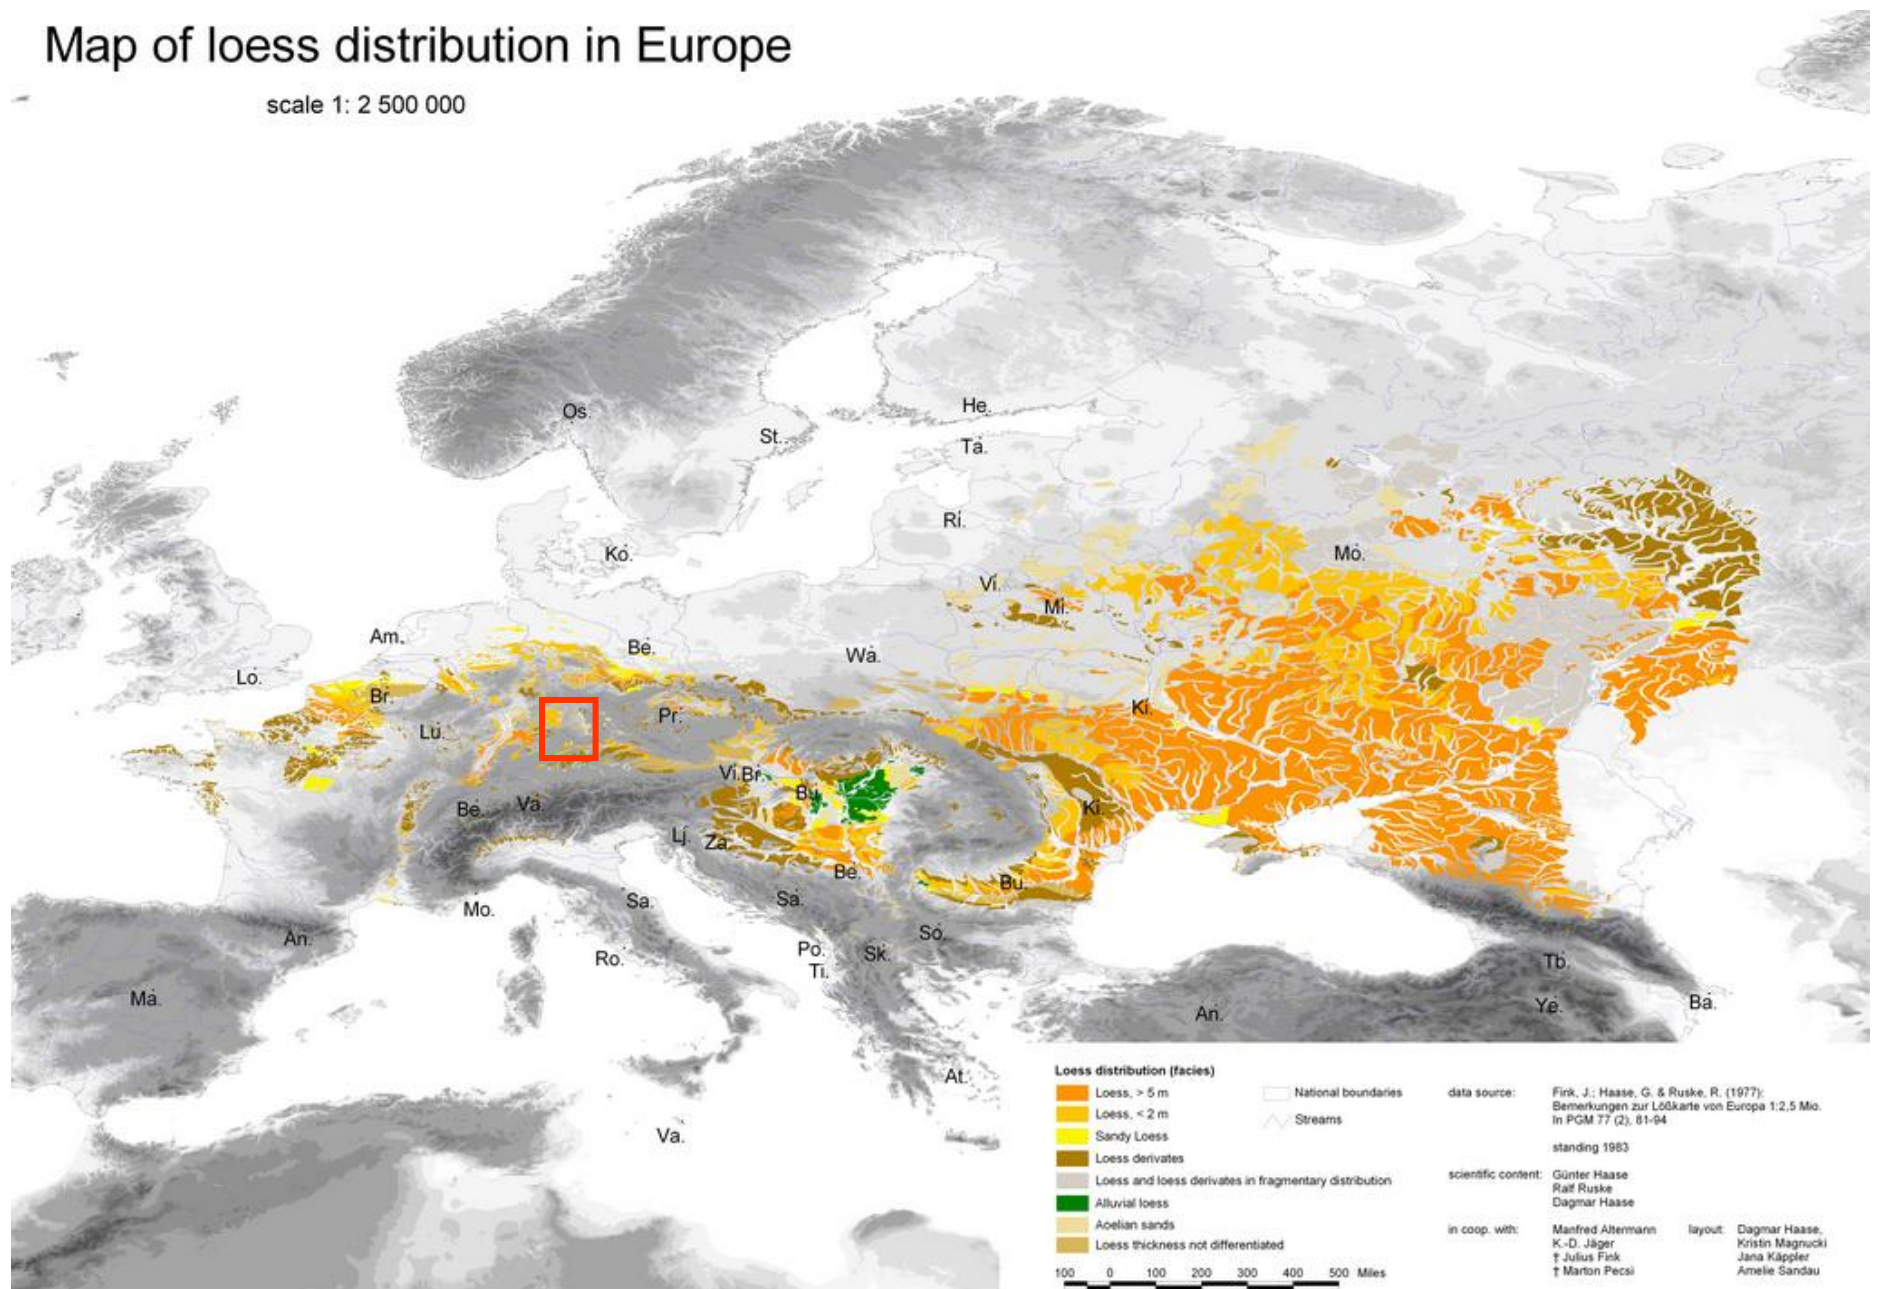 Map of loess distribution in Europe
scale 1: 2 500 000
Os.
He.
St.
Tá.
Rí.
Ko.
Mo.
Ví.
Mí.
Am.
Be.
Wa.
Lo.
Br.
Lu.
Pr.
Kí.
Ví.
Br.
Bu.
Be.
Va.
Kí.
Lj.
Za.
Be.
Bu.
Mo.
Sa.
Sa.
An.
Ro.
Po.
Ti.
Sk.
So.
Tb.
Ma.
An.
Ye.
Ba.
At.
Va.
Loess distribution (facies)
Loess, > 5 m
Loess, < 2 m
Sandy Loess
Loess derivates
Loess and loess derivates in fragmentary distribution
Alluvial loess
Aoelian sands
Loess thickness not differentiated
National boundaries
Streams
100 0 100 200 300 400 500 Miles
data source: Fink, J.; Haase, G. & Ruske, R. (1977):
Bemerkungen zur Lößkarte von Europa 1:2,5 Mio.
In PGM 77 (2), 81-94
standing 1983
scientific content: Günter Haase
Ralf Ruske
Dagmar Haase
in coop. with: Manfred Altermann
K.-D. Jäger
† Julius Fink
† Marton Pecsi
layout: Dagmar Haase,
Kristin Magnucki
Jana Käppler
Amelie Sandau